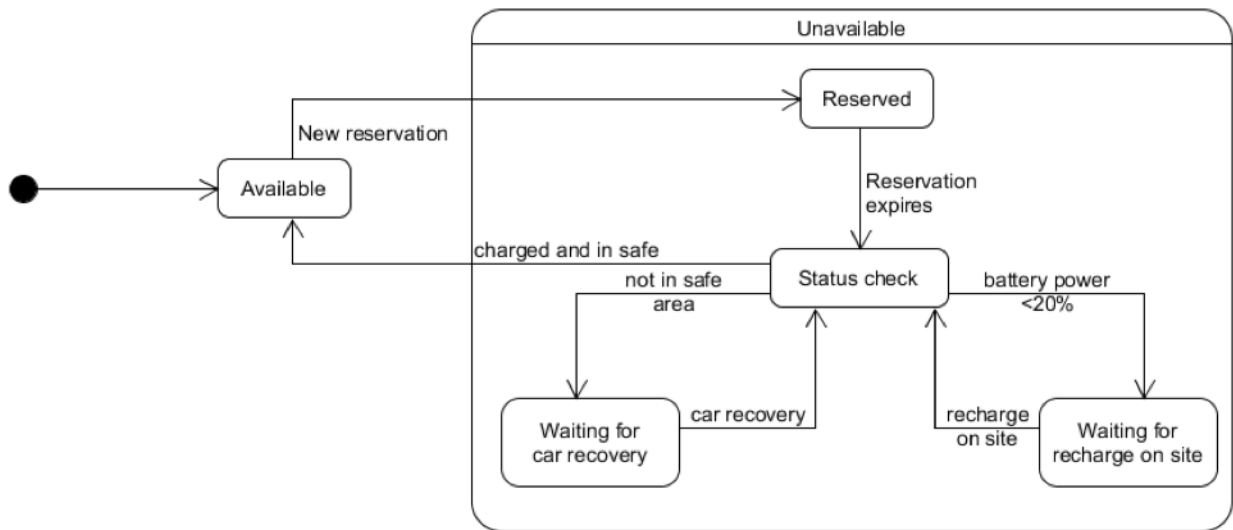 Unavailable
Reserved
New reservation
Available
Reservation
expires
charged and in safe
Status check
not in safe
area
battery power
<20%
car recovery
recharge
on site
Waiting for
car recovery
Waiting for
recharge on site